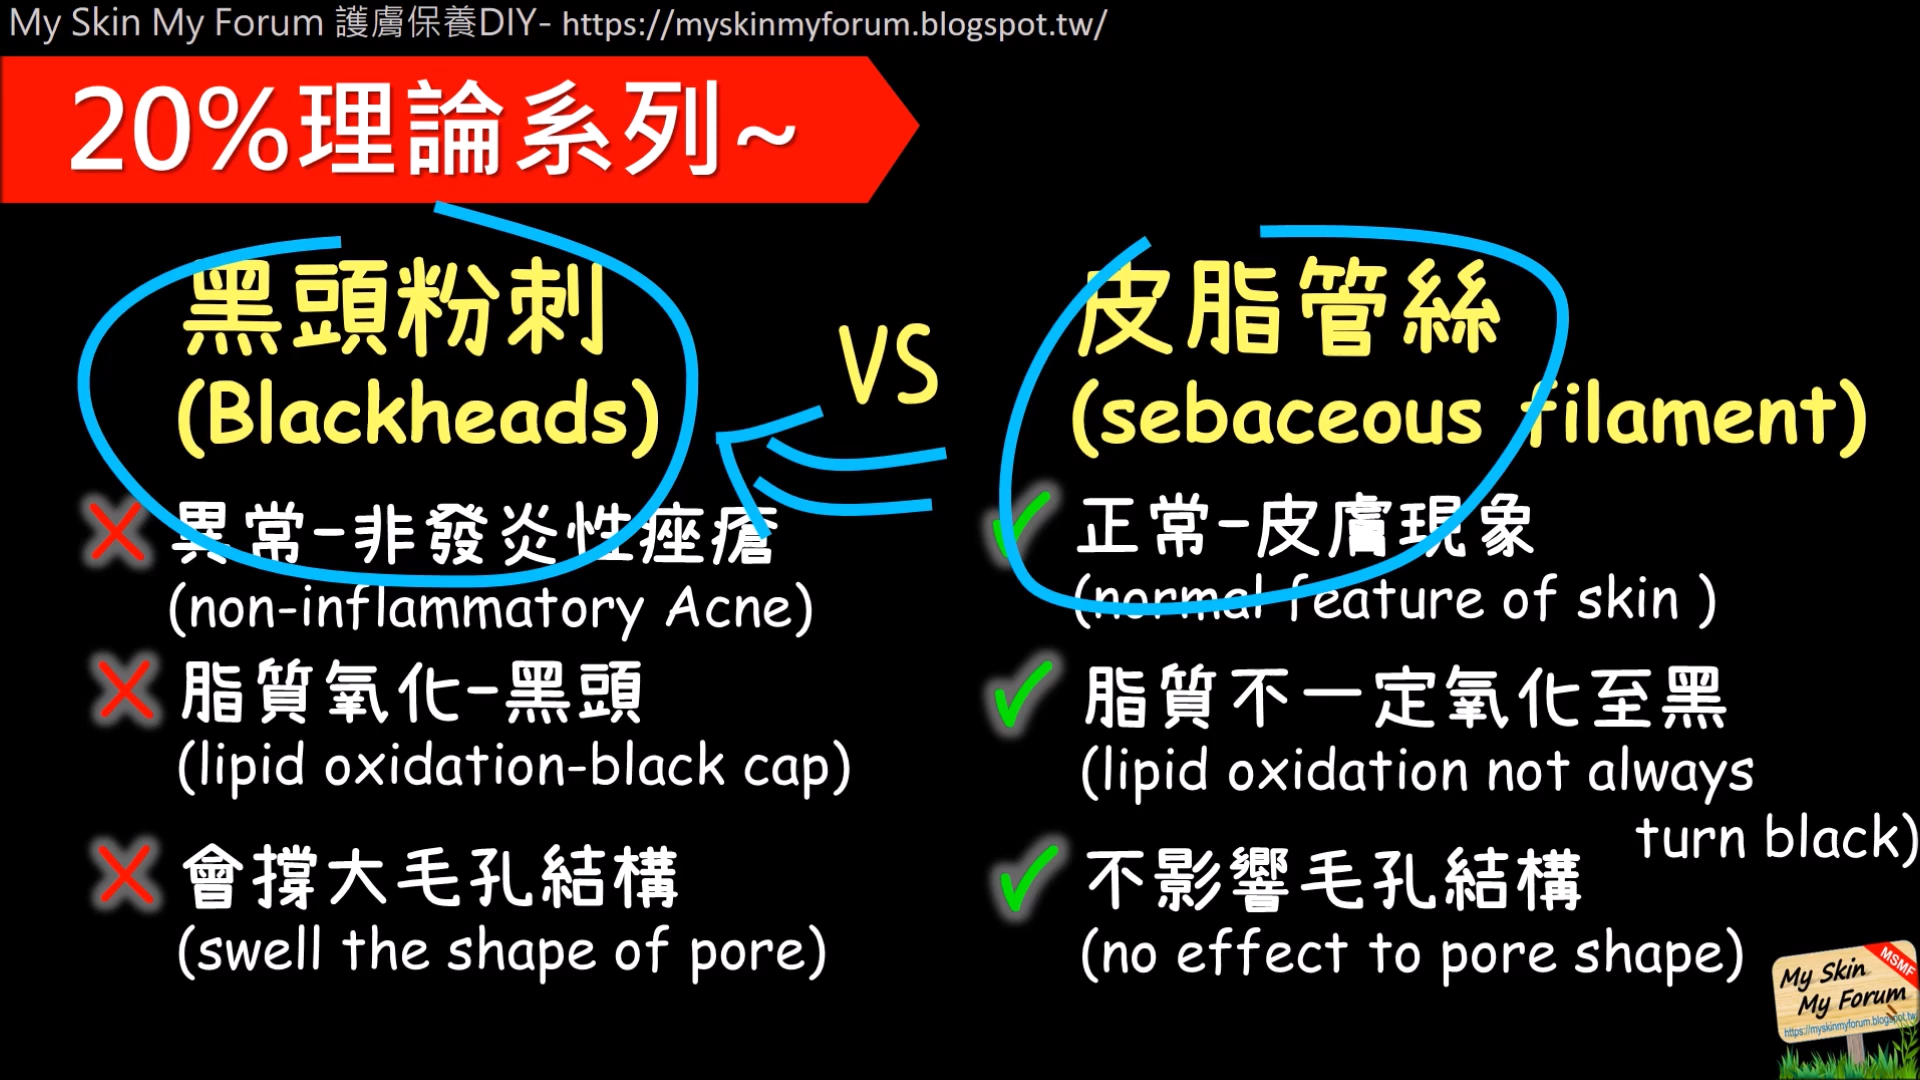 My Skin My Forum 護膚保養DIY- https://myskinmyforum.blogspot.tw/
20%理論系列~
黑頭粉刺
(Blackheads)
VS
皮脂管絲
(sebaceous filament)
異常-非發炎性痤瘡
(non-inflammatory Acne)
脂質氧化-黑頭
(lipid oxidation-black cap)
會撐大毛孔結構
(swell the shape of pore)
正常-皮膚現象
(normal feature of skin )
脂質不一定氧化至黑
(lipid oxidation not always
turn black)
不影響毛孔結構
(no effect to pore shape)
MSMF
My Skin
My Forum
https://myskinmyforum.blogspot.tw/